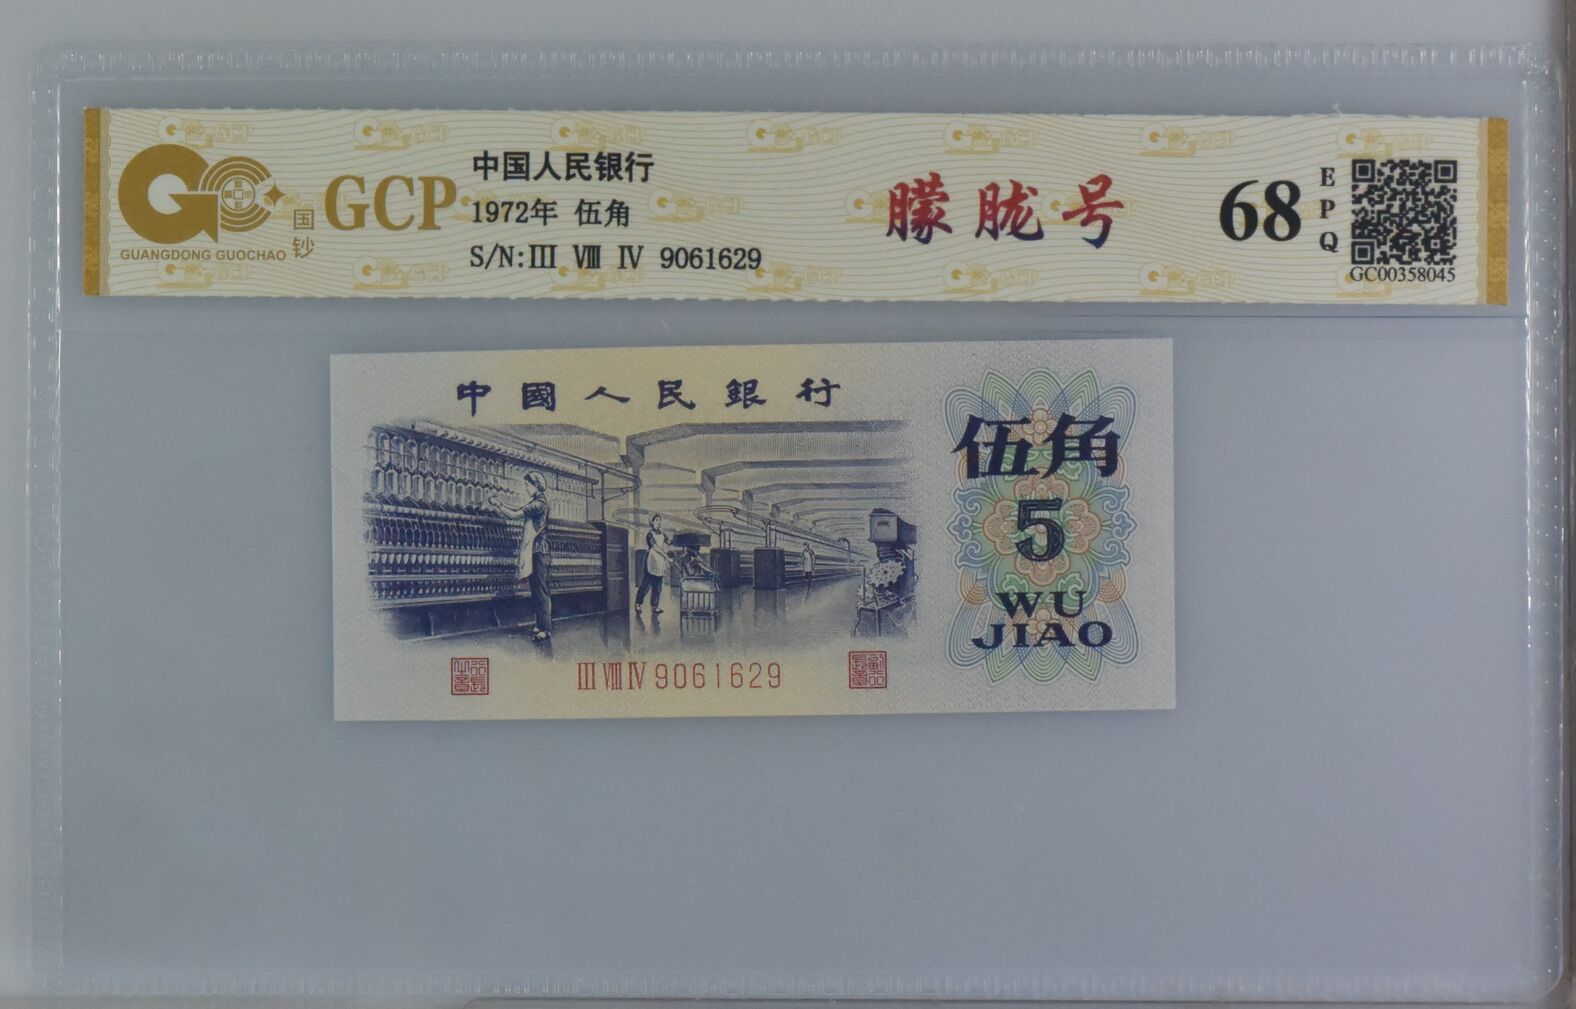 GUANGDONG GUOCHAO
国钞
GCP
中国人民银行
1972年 伍角
S/N:III VIII IV 9061629
朦胧号
68
EPQ
GC00358045
中國人民銀行
伍角
5
WU
JIAO
III VIII IV 9061629